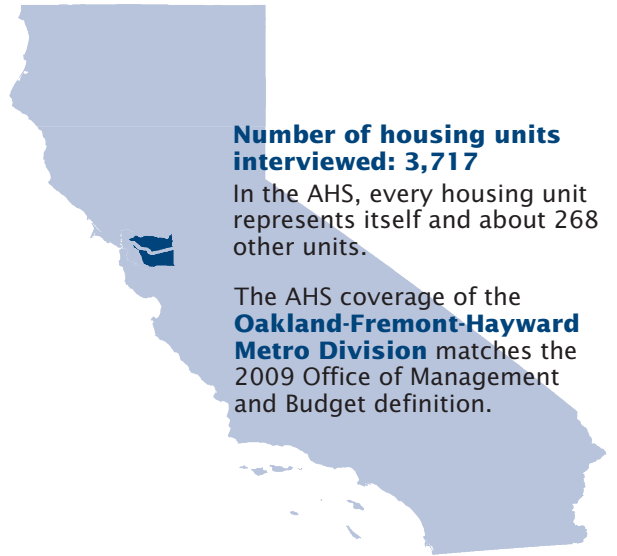 Number of housing units
interviewed: 3,717
In the AHS, every housing unit
represents itself and about 268
other units.
The AHS coverage of the
Oakland-Fremont-Hayward
Metro Division matches the
2009 Office of Management
and Budget definition.